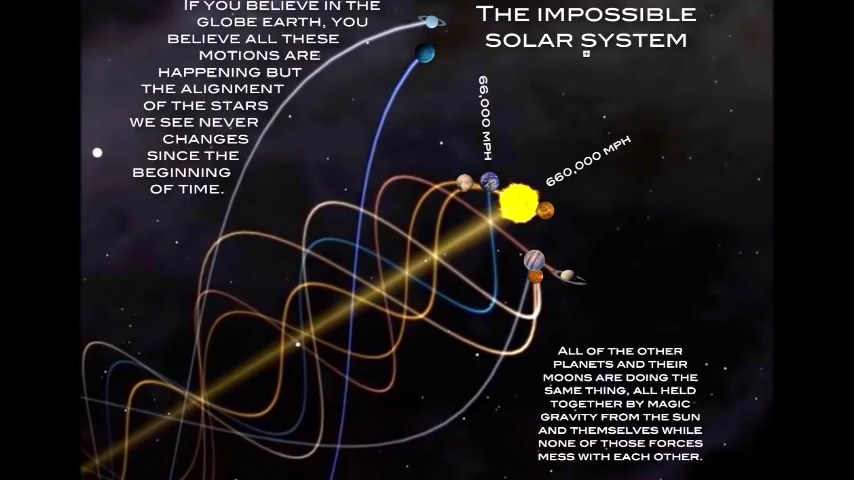 If you believe in the
globe Earth, you
believe all these
motions are
happening but
the alignment
of the stars
we see never
changes
since the
beginning
of time.
The impossible
solar system
66,000 mph
660,000 mph
All of the other
planets and their
moons are doing the
same thing, all held
together by magic
gravity from the sun
and themselves while
none of those forces
mess with each other.